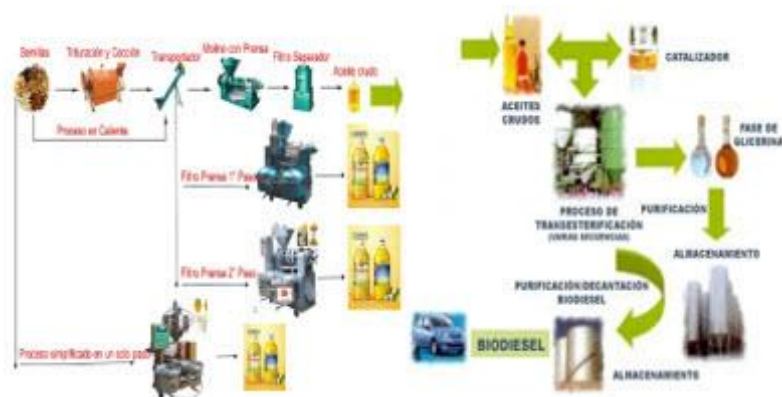 Semillas
Trituración y Cocción
Transportador
Molino con Prensa
Filtro Separador
Aceite crudo
Proceso en Caliente
Filtro Prensa 1° Paso
Filtro Prensa 2° Paso
Proceso simplificado en un solo paso
ACEITES
CRUDOS
CATALIZADOR
FASE DE
GLICERINA
PROCESO DE
TRANSESTERIFICACIÓN
(VARIAS SECUENCIAS)
PURIFICACIÓN
ALMACENAMIENTO
PURIFICACIÓN/DECANTACIÓN
BIODIESEL
BIODIESEL
ALMACENAMIENTO